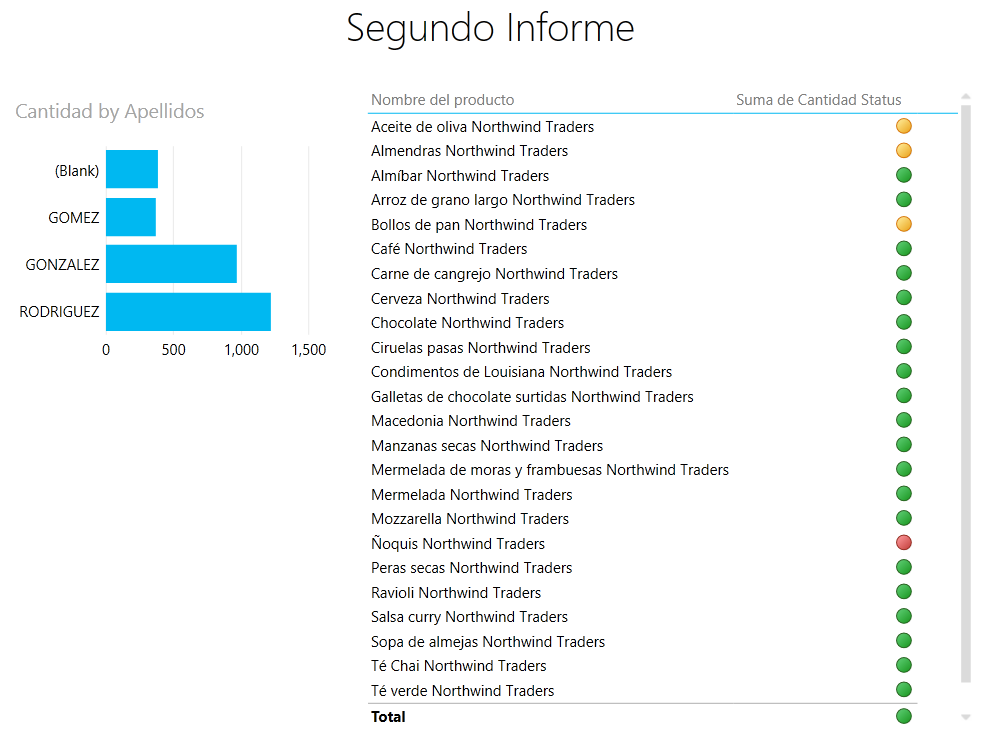 Segundo Informe
Cantidad by Apellidos
(Blank)
GOMEZ
GONZALEZ
RODRIGUEZ
0 500 1,000 1,500
Nombre del producto Suma de Cantidad Status
Aceite de oliva Northwind Traders
Almendras Northwind Traders
Almíbar Northwind Traders
Arroz de grano largo Northwind Traders
Bollos de pan Northwind Traders
Café Northwind Traders
Carne de cangrejo Northwind Traders
Cerveza Northwind Traders
Chocolate Northwind Traders
Ciruelas pasas Northwind Traders
Condimentos de Louisiana Northwind Traders
Galletas de chocolate surtidas Northwind Traders
Macedonia Northwind Traders
Manzanas secas Northwind Traders
Mermelada de moras y frambuesas Northwind Traders
Mermelada Northwind Traders
Mozzarella Northwind Traders
Ñoquis Northwind Traders
Peras secas Northwind Traders
Ravioli Northwind Traders
Salsa curry Northwind Traders
Sopa de almejas Northwind Traders
Té Chai Northwind Traders
Té verde Northwind Traders
Total